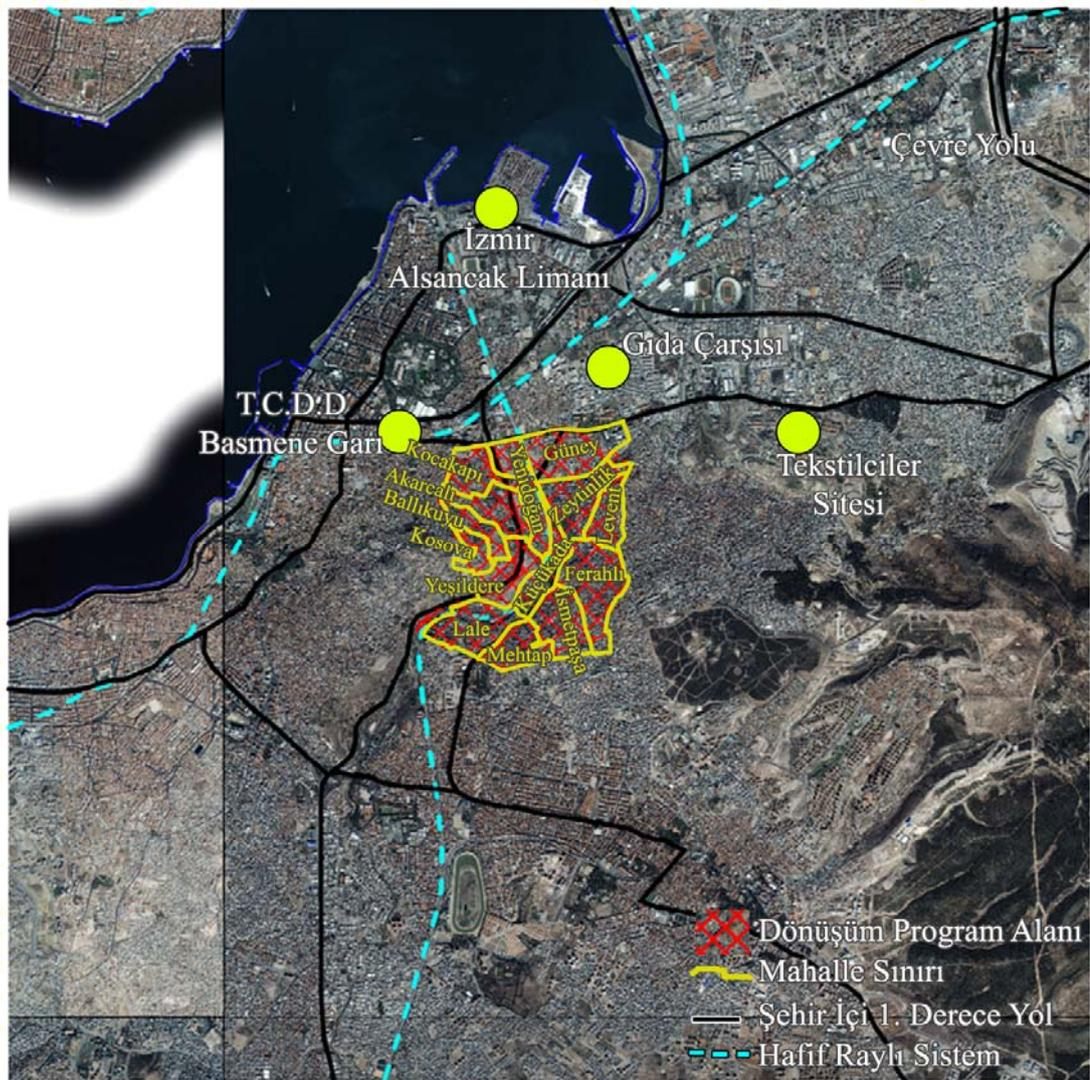 Çevre Yolu
İzmir
Alsancak Limanı
Gıda Çarşısı
T.C.D.D
Basmene Garı
Tekstilciler
Sitesi
Kocakapı
Yenidoğan
Güney
Akarcalı
Zeytinlik
Levent
Ballıkuyu
Kosova
Küçükada
Ferahlı
Yeşildere
İsmetpaşa
Lale
Mehtap
Dönüşüm Program Alanı
Mahalle Sınırı
Şehir İçi 1. Derece Yol
Hafif Raylı Sistem